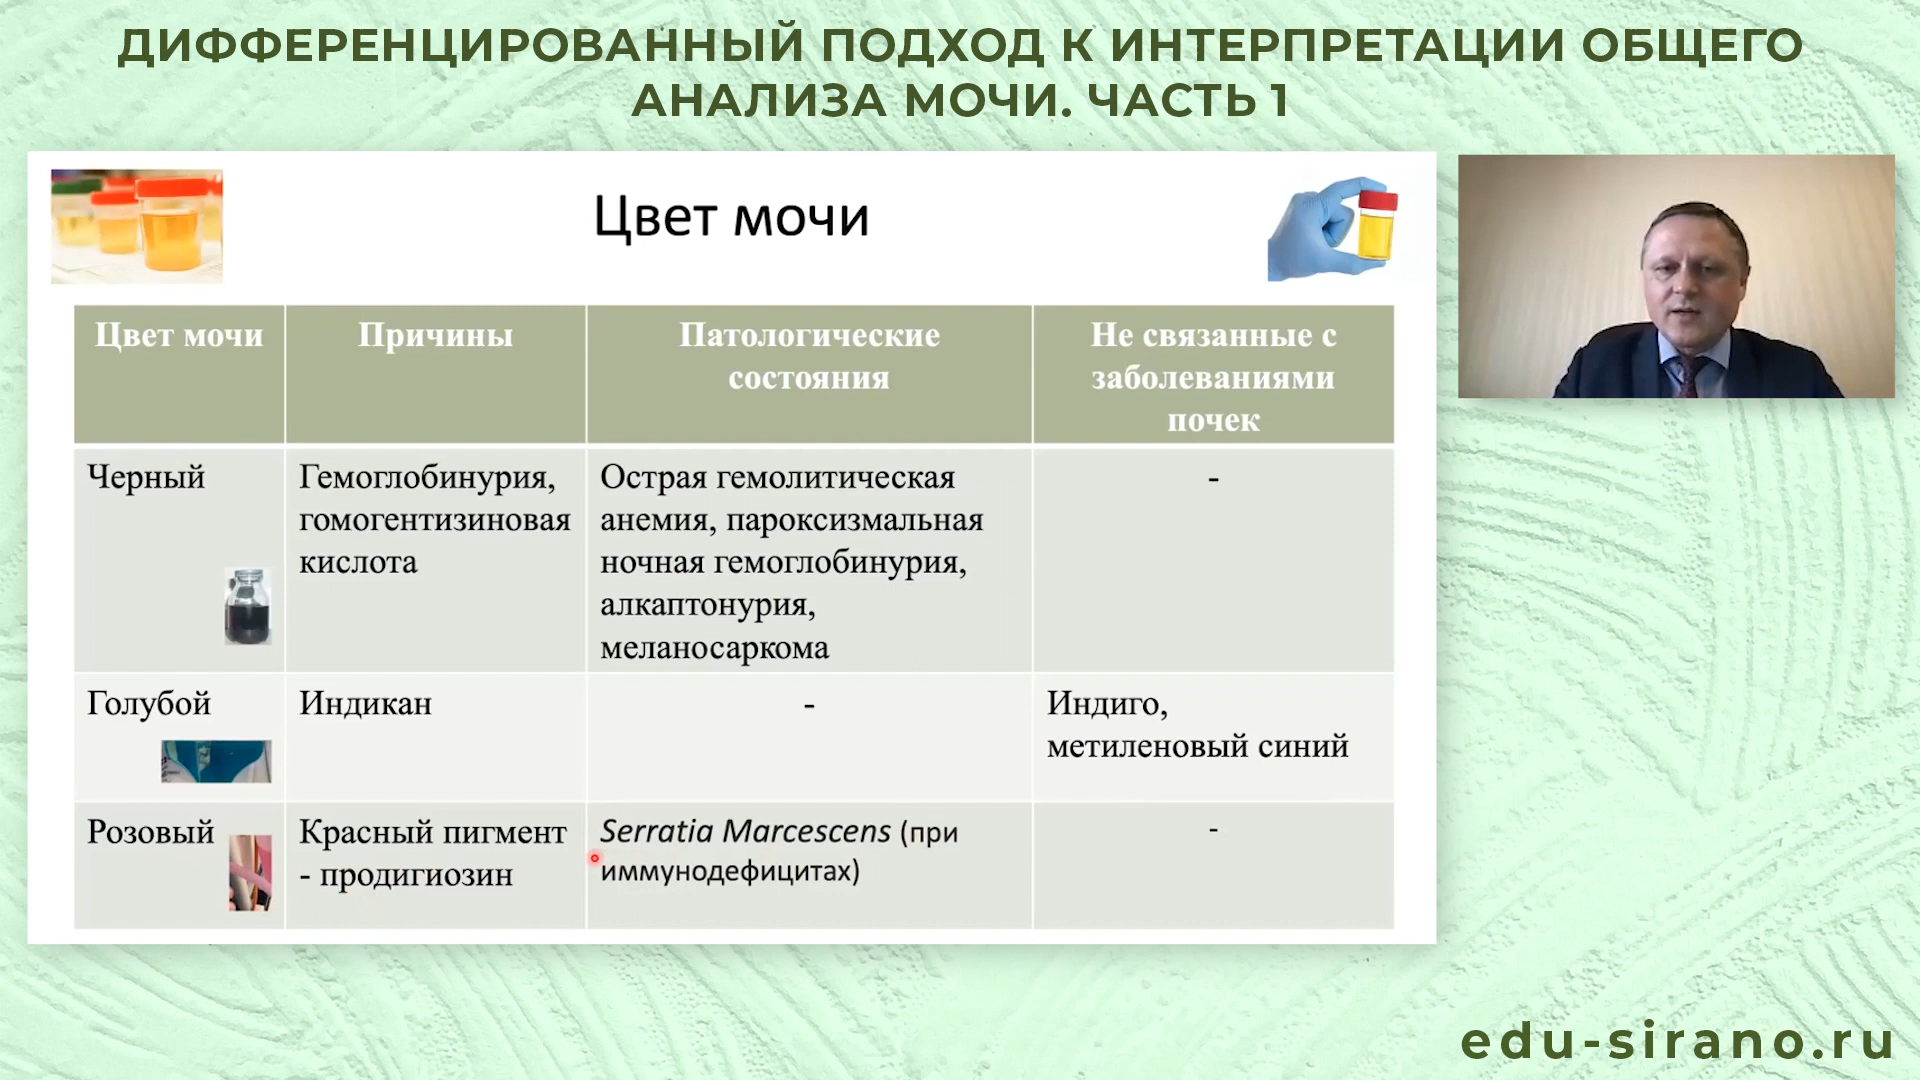 ДИФФЕРЕНЦИРОВАННЫЙ ПОДХОД К ИНТЕРПРЕТАЦИИ ОБЩЕГО
АНАЛИЗА МОЧИ. ЧАСТЬ 1
Цвет мочи
Цвет мочи
Причины
Патологические
состояния
Не связанные с
заболеваниями
почек
Черный
Гемоглобинурия,
гомогентизиновая
кислота
Острая гемолитическая
анемия, пароксизмальная
ночная гемоглобинурия,
алкаптонурия,
меланосаркома
-
Голубой
Индикан
-
Индиго,
метиленовый синий
Розовый
Красный пигмент
- продигиозин
Serratia Marcescens (при
иммунодефицитах)
-
edu-sirano.ru